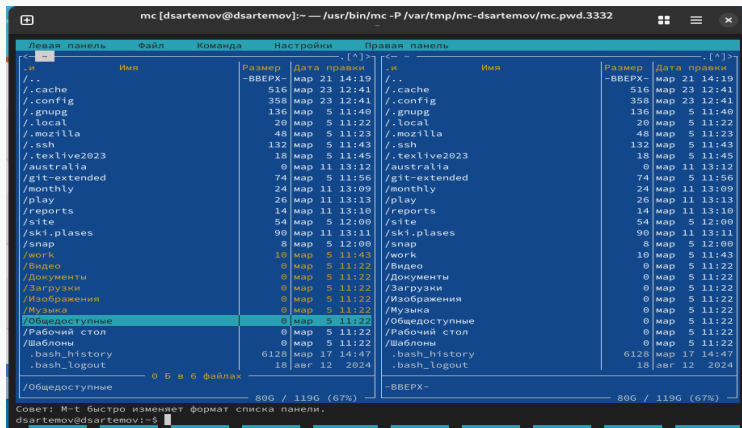 mc [dsartemov@dsartemov]:~ — /usr/bin/mc -P /var/tmp/mc-dsartemov/mc.pwd.3332
Левая панель Файл Команда Настройки Правая панель
<— ~ .[^]> <— ~ .[^]>
.и Имя Размер Дата правки .и Имя Размер Дата правки
/.. -ВВЕРХ- мар 21 14:19 /.. -ВВЕРХ- мар 21 14:19
/.cache 516 мар 23 12:41 /.cache 516 мар 23 12:41
/.config 358 мар 23 12:41 /.config 358 мар 23 12:41
/.gnupg 136 мар 5 11:40 /.gnupg 136 мар 5 11:40
/.local 20 мар 5 11:22 /.local 20 мар 5 11:22
/.mozilla 48 мар 5 11:23 /.mozilla 48 мар 5 11:23
/.ssh 132 мар 5 11:43 /.ssh 132 мар 5 11:43
/.texlive2023 18 мар 5 11:45 /.texlive2023 18 мар 5 11:45
/australia 0 мар 11 13:12 /australia 0 мар 11 13:12
/git-extended 74 мар 5 11:56 /git-extended 74 мар 5 11:56
/monthly 24 мар 11 13:09 /monthly 24 мар 11 13:09
/play 26 мар 11 13:13 /play 26 мар 11 13:13
/reports 14 мар 11 13:10 /reports 14 мар 11 13:10
/site 54 мар 5 12:00 /site 54 мар 5 12:00
/ski.plases 90 мар 11 13:11 /ski.plases 90 мар 11 13:11
/snap 8 мар 5 12:00 /snap 8 мар 5 12:00
/work 10 мар 5 11:43 /work 10 мар 5 11:43
/Видео 0 мар 5 11:22 /Видео 0 мар 5 11:22
/Документы 0 мар 5 11:22 /Документы 0 мар 5 11:22
/Загрузки 0 мар 5 11:22 /Загрузки 0 мар 5 11:22
/Изображения 0 мар 5 11:22 /Изображения 0 мар 5 11:22
/Музыка 0 мар 5 11:22 /Музыка 0 мар 5 11:22
/Общедоступные 0 мар 5 11:22 /Общедоступные 0 мар 5 11:22
/Рабочий стол 0 мар 5 11:22 /Рабочий стол 0 мар 5 11:22
/Шаблоны 0 мар 5 11:22 /Шаблоны 0 мар 5 11:22
.bash_history 6128 мар 17 14:47 .bash_history 6128 мар 17 14:47
.bash_logout 18 авг 12 2024 .bash_logout 18 авг 12 2024
0 Б в 6 файлах
/Общедоступные -ВВЕРХ-
80G / 119G (67%) 80G / 119G (67%)
Совет: M-t быстро изменяет формат списка панели.
dsartemov@dsartemov:~$